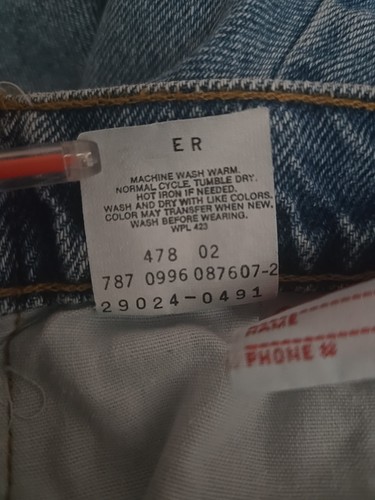 ER
MACHINE WASH WARM.
NORMAL CYCLE. TUMBLE DRY.
HOT IRON IF NEEDED.
WASH AND DRY WITH LIKE COLORS.
COLOR MAY TRANSFER WHEN NEW.
WASH BEFORE WEARING.
WPL 423
478 02
787 0996 087607-2
29024-0491
NAME
PHONE #